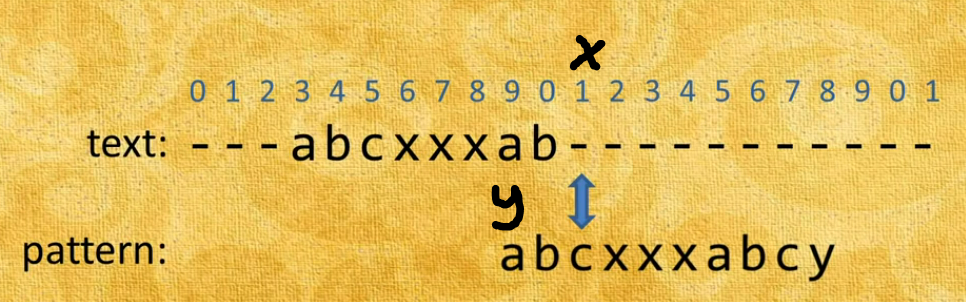 x
0 1 2 3 4 5 6 7 8 9 0 1 2 3 4 5 6 7 8 9 0 1
text: - - - a b c x x x a b - - - - - - - - - - -
y
pattern: a b c x x x a b c y